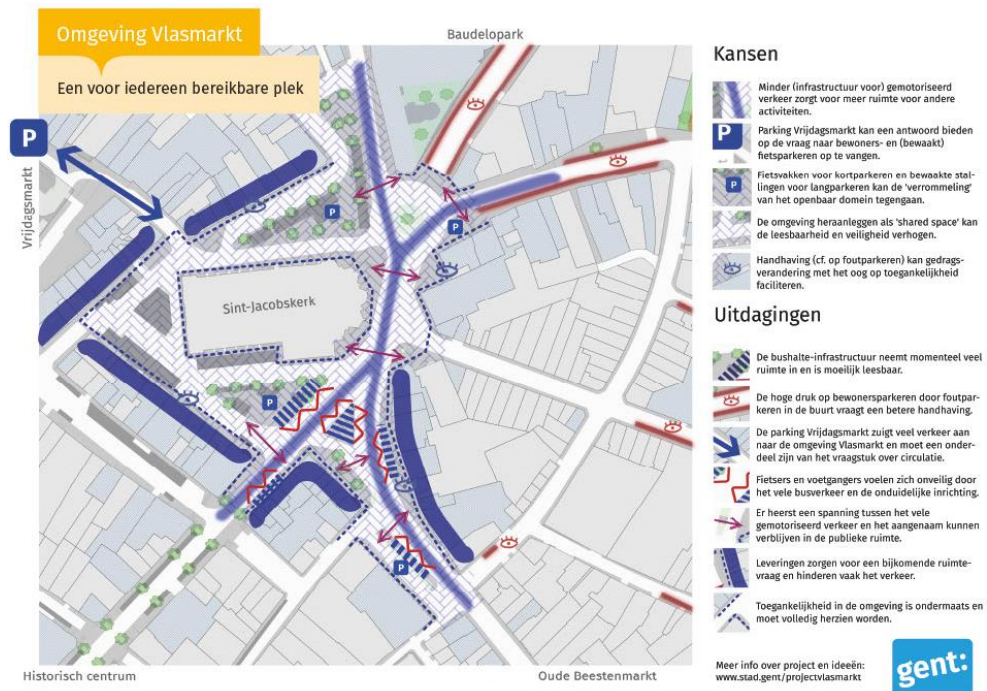 Omgeving Vlasmarkt
Een voor iedereen bereikbare plek
Baudelopark
P
Vrijdagsmarkt
P
P
Sint-Jacobskerk
P
P
Historisch centrum
Oude Beestenmarkt
Kansen
Minder (infrastructuur voor) gemotoriseerd
verkeer zorgt voor meer ruimte voor andere
activiteiten.
P
Parking Vrijdagsmarkt kan een antwoord bieden
op de vraag naar bewoners- en (bewaakt)
fietsparkeren op te vangen.
P
Fietsvakken voor kortparkeren en bewaakte stal-
lingen voor langparkeren kan de 'verrommeling'
van het openbaar domein tegengaan.
De omgeving heraanleggen als 'shared space' kan
de leesbaarheid en veiligheid verhogen.
Handhaving (cf. op foutparkeren) kan gedrags-
verandering met het oog op toegankelijkheid
faciliteren.
Uitdagingen
De bushalte-infrastructuur neemt momenteel veel
ruimte in en is moeilijk leesbaar.
De hoge druk op bewonersparkeren door foutpar-
keren in de buurt vraagt een betere handhaving.
De parking Vrijdagsmarkt zuigt veel verkeer aan
naar de omgeving Vlasmarkt en moet een onder-
deel zijn van het vraagstuk over circulatie.
Fietsers en voetgangers voelen zich onveilig door
het vele busverkeer en de onduidelijke inrichting.
Er heerst een spanning tussen het vele
gemotoriseerd verkeer en het aangenaam kunnen
verblijven in de publieke ruimte.
Leveringen zorgen voor een bijkomende ruimte-
vraag en hinderen vaak het verkeer.
Toegankelijkheid in de omgeving is ondermaats en
moet volledig herzien worden.
Meer info over project en ideeën:
www.stad.gent/projectvlasmarkt
gent: